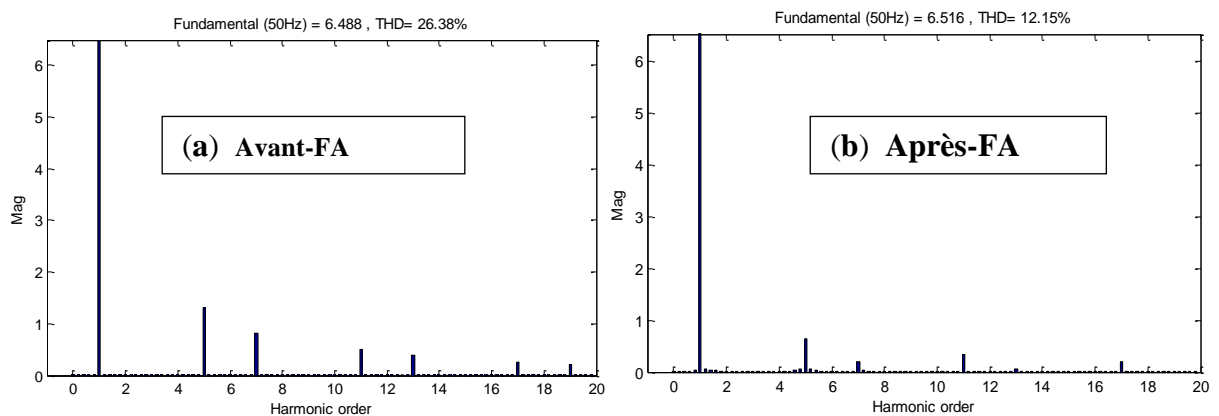 Fundamental (50Hz) = 6.488 , THD= 26.38%
6
5
4
3
2
1
0
Mag
(a) Avant-FA
0 2 4 6 8 10 12 14 16 18 20
Harmonic order
Fundamental (50Hz) = 6.516 , THD= 12.15%
6
5
4
3
2
1
0
Mag
(b) Après-FA
0 2 4 6 8 10 12 14 16 18 20
Harmonic order